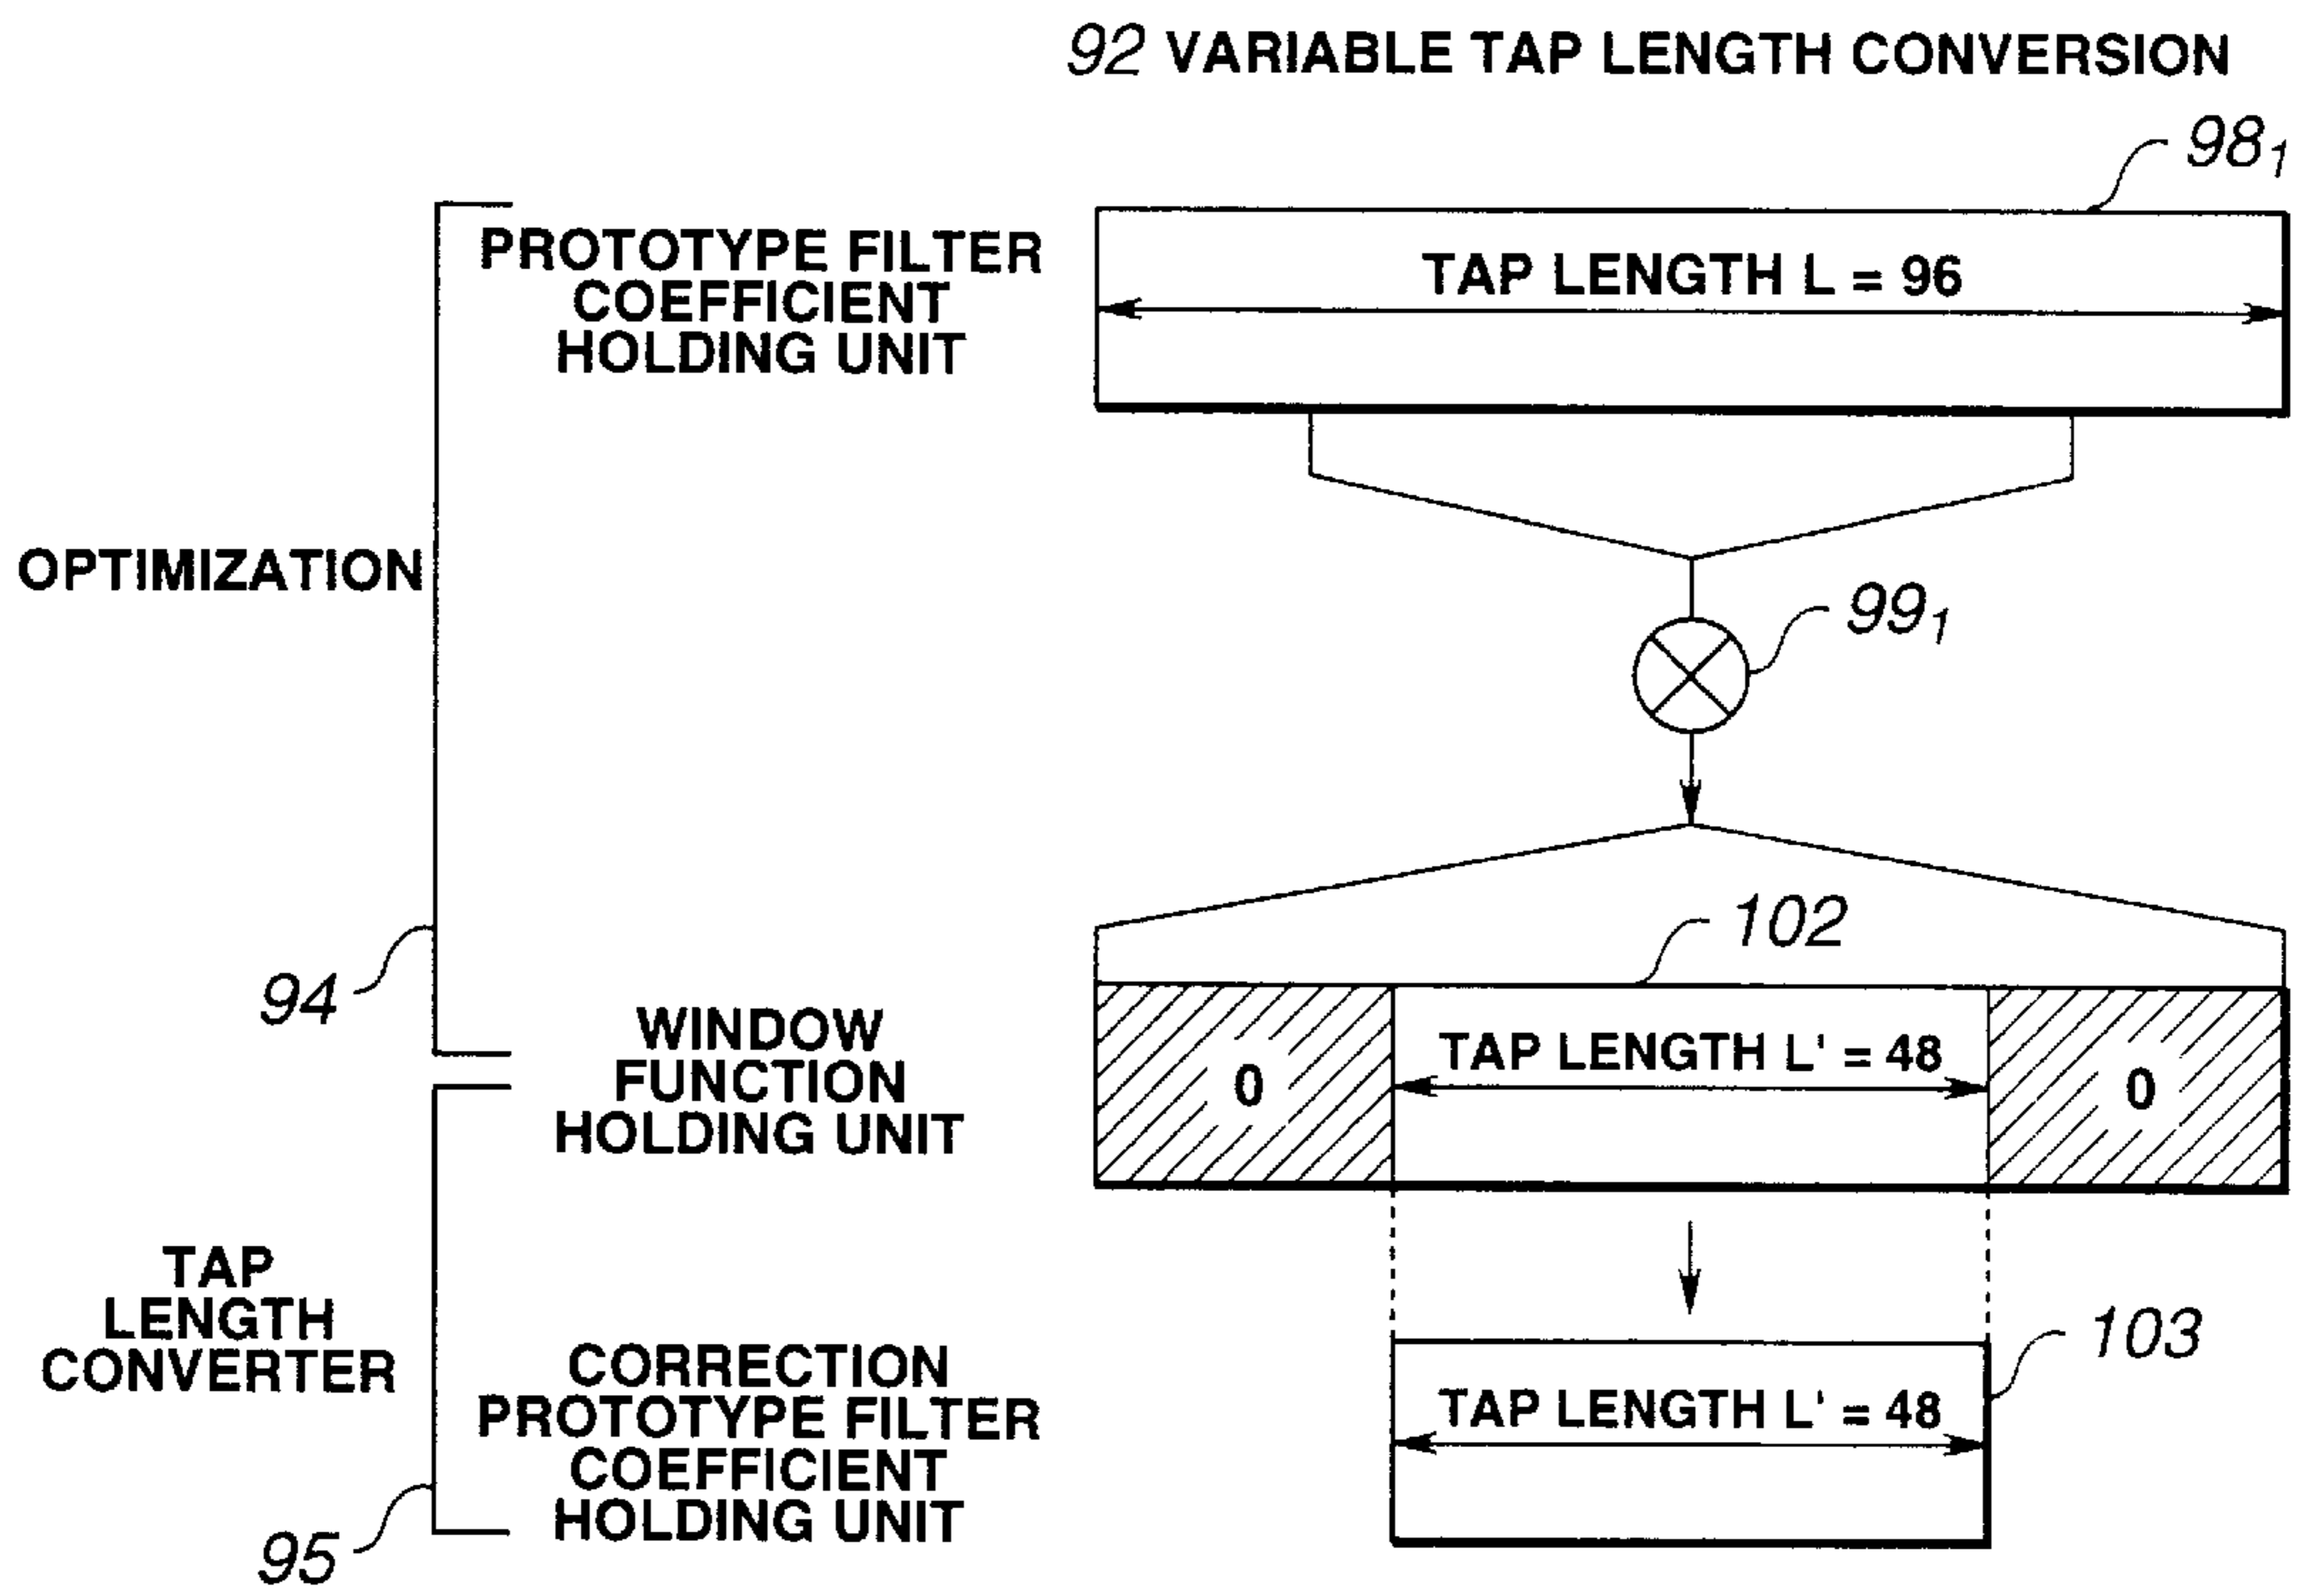 92 VARIABLE TAP LENGTH CONVERSION
98₁
PROTOTYPE FILTER
COEFFICIENT
HOLDING UNIT
TAP LENGTH L = 96
OPTIMIZATION
99₁
94
102
WINDOW
FUNCTION
HOLDING UNIT
0
TAP LENGTH L' = 48
0
TAP
LENGTH
CONVERTER
103
CORRECTION
PROTOTYPE FILTER
COEFFICIENT
HOLDING UNIT
TAP LENGTH L' = 48
95